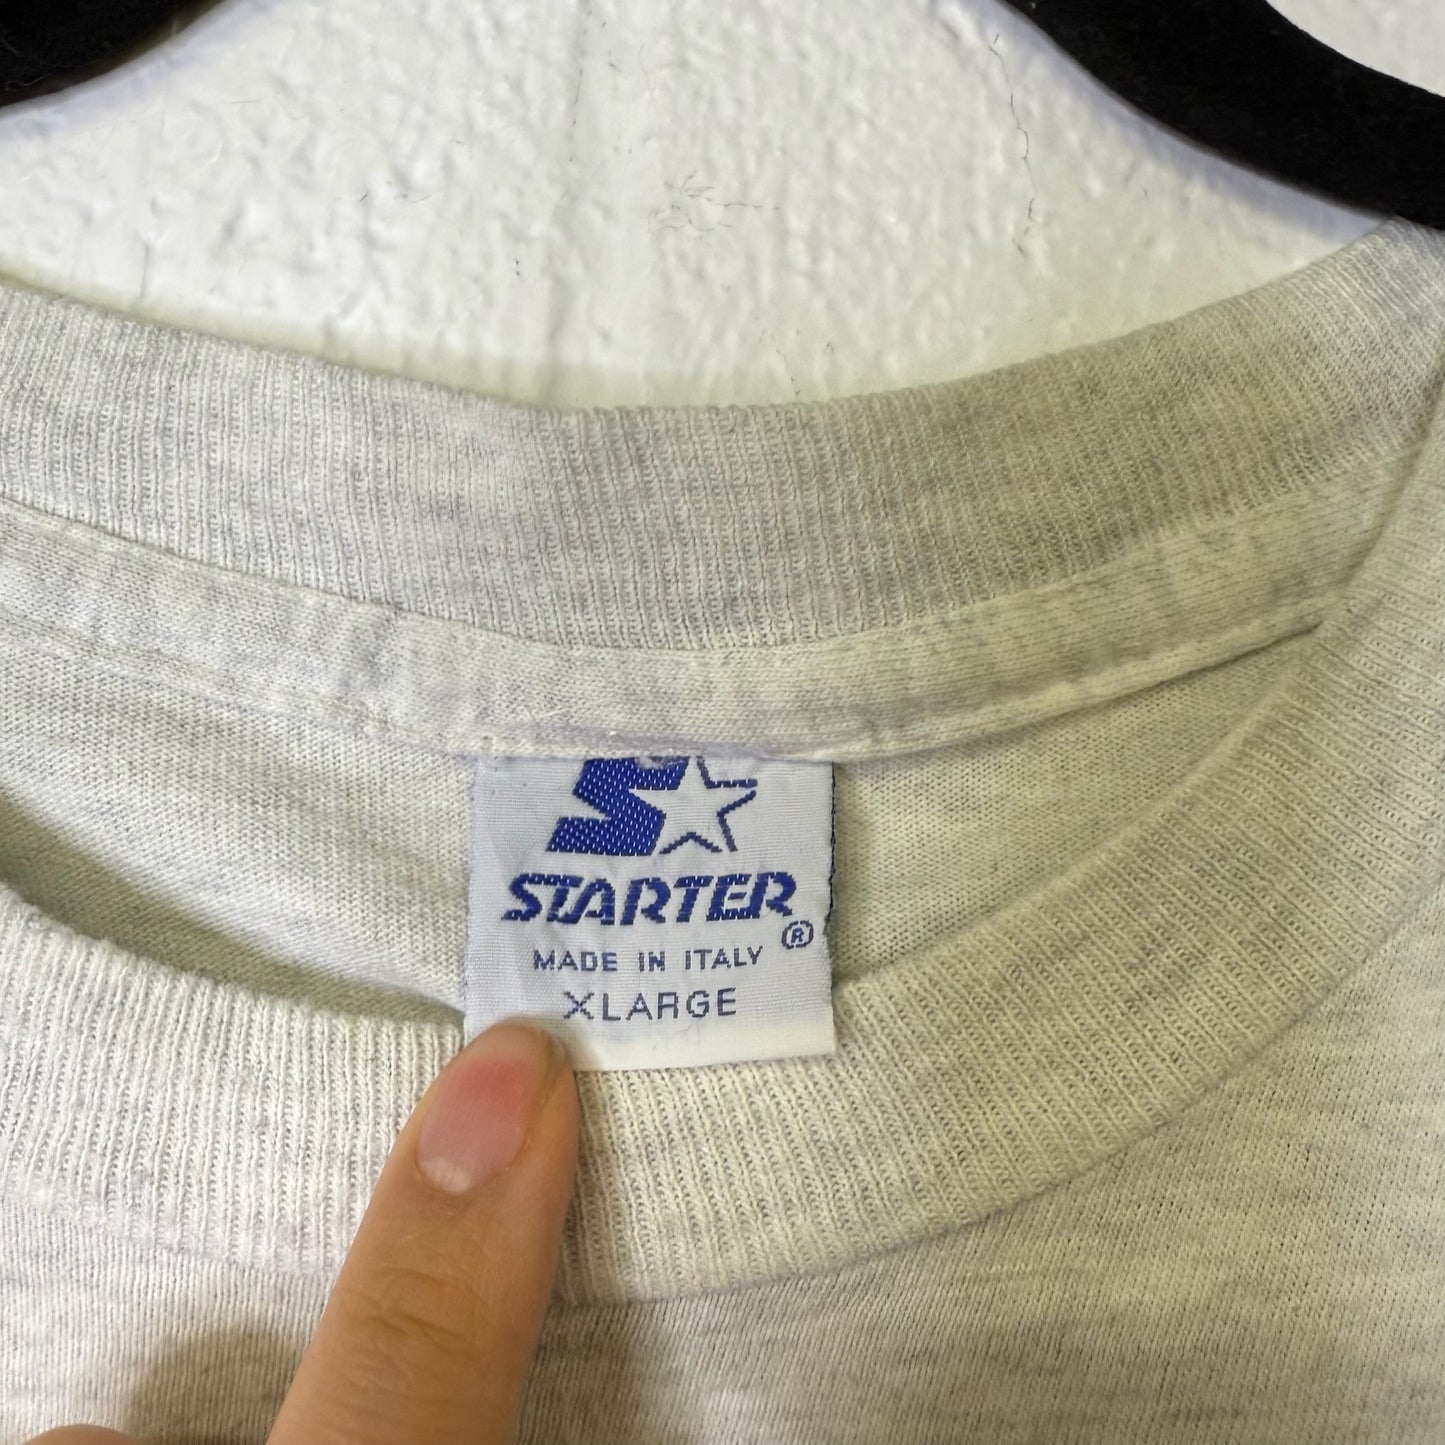 STARTER
®
MADE IN ITALY
XLARGE